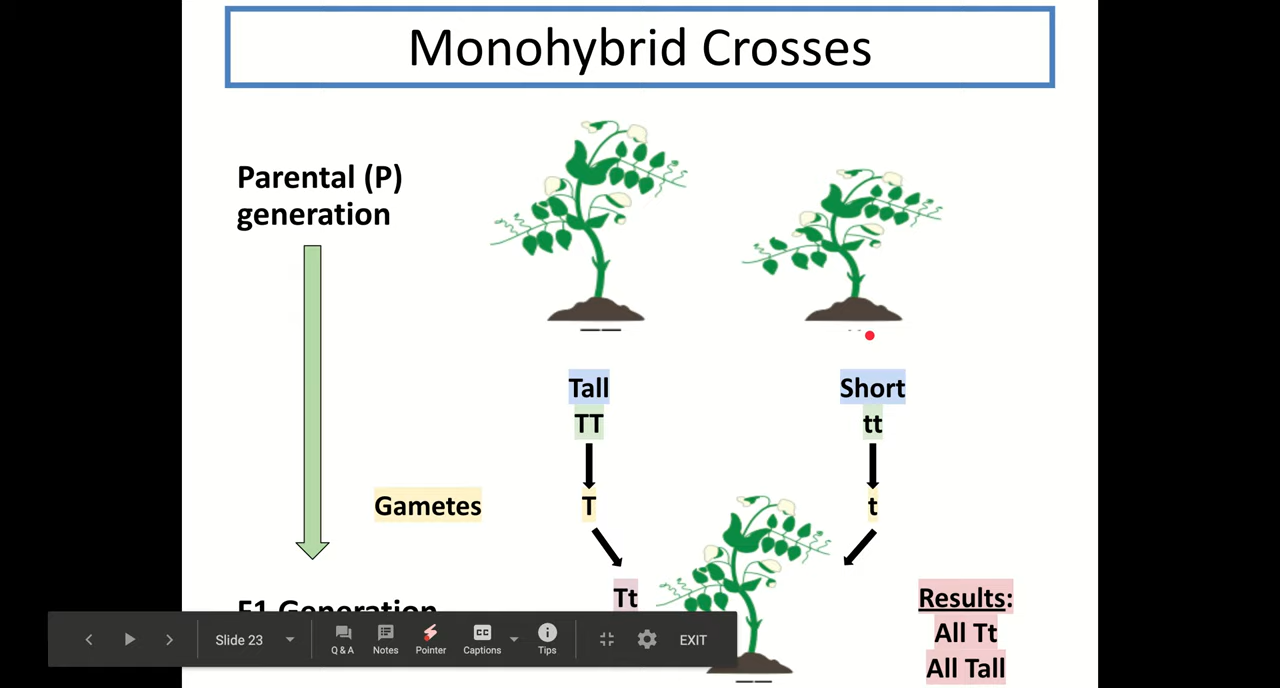 Monohybrid Crosses
Parental (P)
generation
Tall
Short
TT
tt
Gametes
T
t
Tt
F1 Generation
Results:
All Tt
All Tall
Slide 23
Q & A
Notes
Pointer
CC
Captions
Tips
EXIT